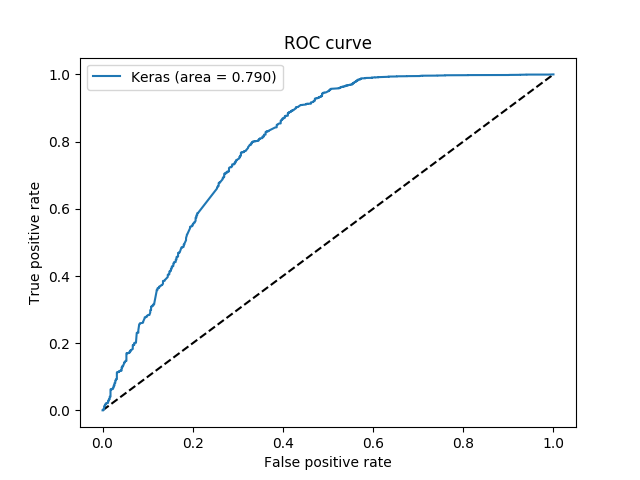 ROC curve
Keras (area = 0.790)
True positive rate
1.0
0.8
0.6
0.4
0.2
0.0
0.0 0.2 0.4 0.6 0.8 1.0
False positive rate